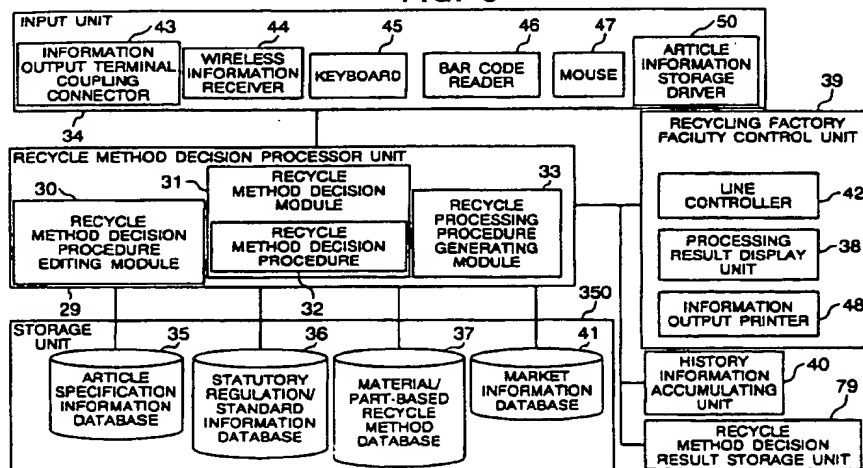 INPUT UNIT
43
44
45
46
47
50
INFORMATION
OUTPUT TERMINAL
COUPLING
CONNECTOR
WIRELESS
INFORMATION
RECEIVER
KEYBOARD
BAR CODE
READER
MOUSE
ARTICLE
INFORMATION
STORAGE
DRIVER
34
39
RECYCLING FACTORY
FACILITY CONTROL UNIT
LINE
CONTROLLER
42
PROCESSING
RESULT DISPLAY
UNIT
38
INFORMATION
OUTPUT PRINTER
48
RECYCLE METHOD DECISION PROCESSOR UNIT
30
31
33
RECYCLE
METHOD DECISION
PROCEDURE
EDITING MODULE
RECYCLE
METHOD DECISION
MODULE
RECYCLE
METHOD DECISION
PROCEDURE
RECYCLE
PROCESSING
PROCEDURE
GENERATING
MODULE
29
32
350
STORAGE
UNIT
35
36
37
41
ARTICLE
SPECIFICATION
INFORMATION
DATABASE
STATUTORY
REGULATION/
STANDARD
INFORMATION
DATABASE
MATERIAL/
PART-BASED
RECYCLE
METHOD
DATABASE
MARKET
INFORMATION
DATABASE
HISTORY
INFORMATION
ACCUMULATING
UNIT
40
79
RECYCLE
METHOD DECISION
RESULT STORAGE UNIT